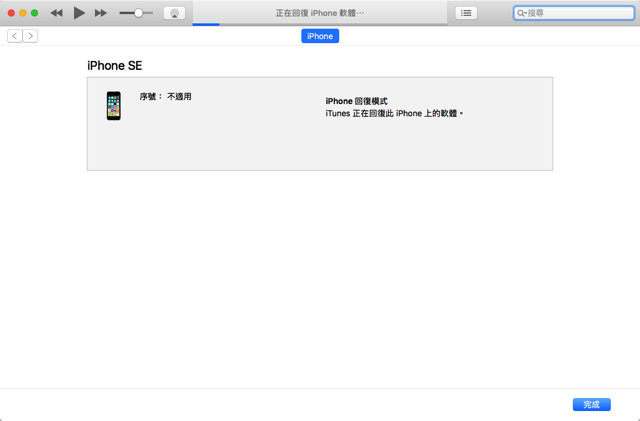 正在回復 iPhone 軟體⋯
搜尋
iPhone
iPhone SE
序號： 不適用
iPhone 回復模式
iTunes 正在回復此 iPhone 上的軟體。
完成